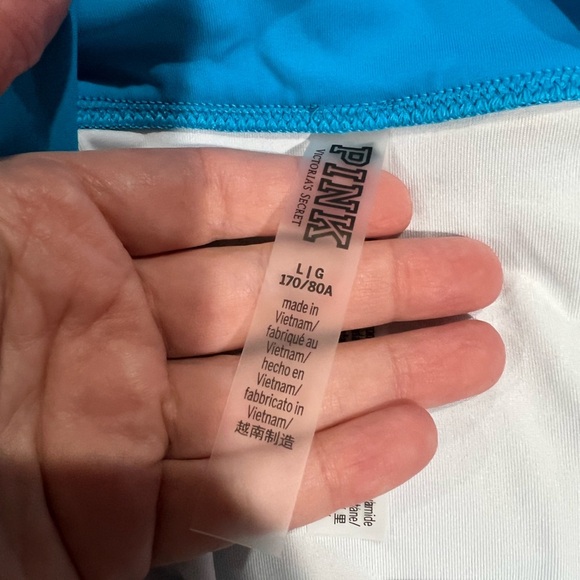 PINK
VICTORIA'S SECRET
L | G
170/80A
made in
Vietnam/
fabriqué au
Vietnam/
hecho en
Vietnam/
fabbricato in
Vietnam/
越南制造